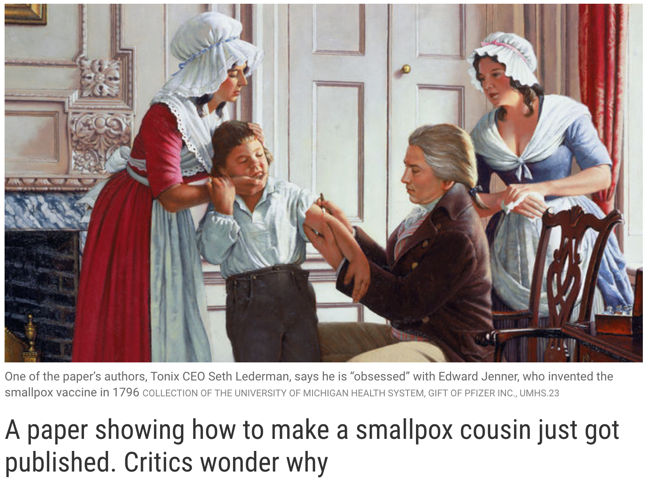 One of the paper's authors, Tonix CEO Seth Lederman, says he is “obsessed” with Edward Jenner, who invented the
smallpox vaccine in 1796 COLLECTION OF THE UNIVERSITY OF MICHIGAN HEALTH SYSTEM, GIFT OF PFIZER INC., UMHS.23
A paper showing how to make a smallpox cousin just got
published. Critics wonder why